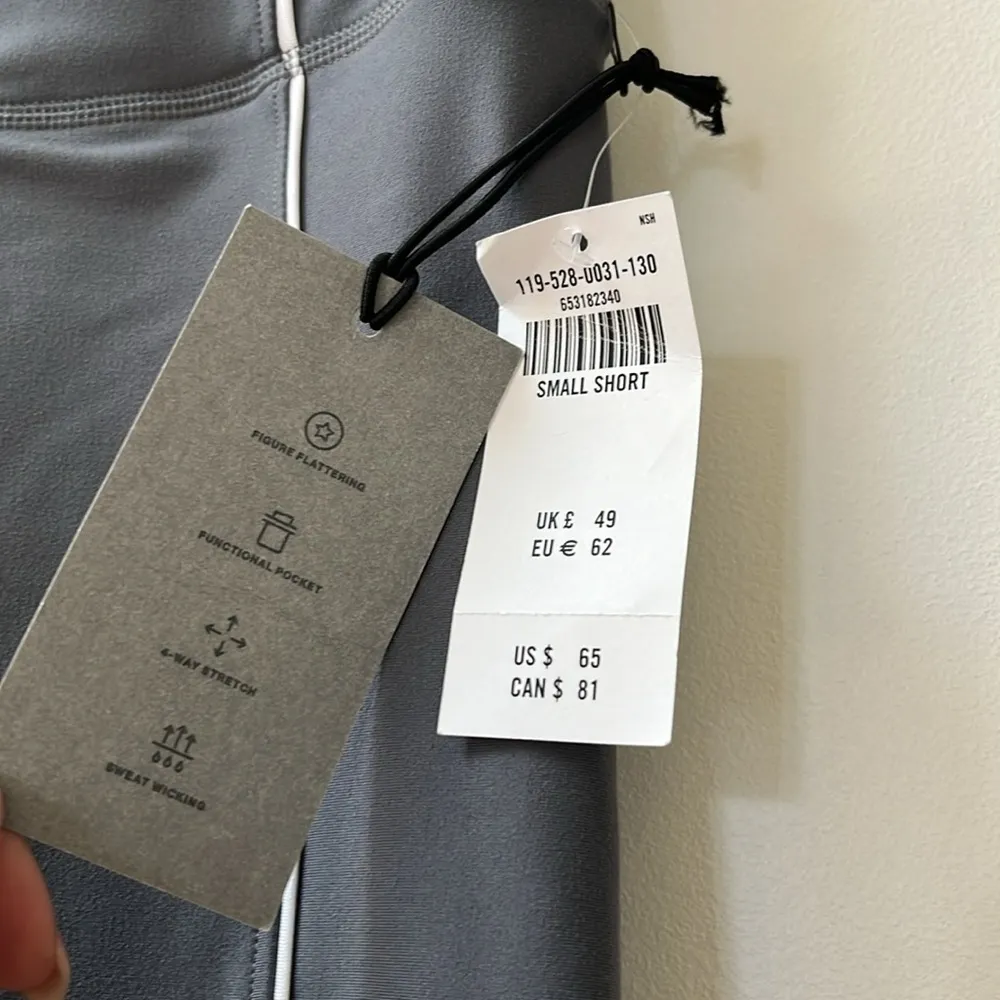 FIGURE FLATTERING
FUNCTIONAL POCKET
4-WAY STRETCH
SWEAT WICKING
NSH
119-528-0031-130
653182340
SMALL SHORT
UK £ 49
EU € 62
US $ 65
CAN $ 81